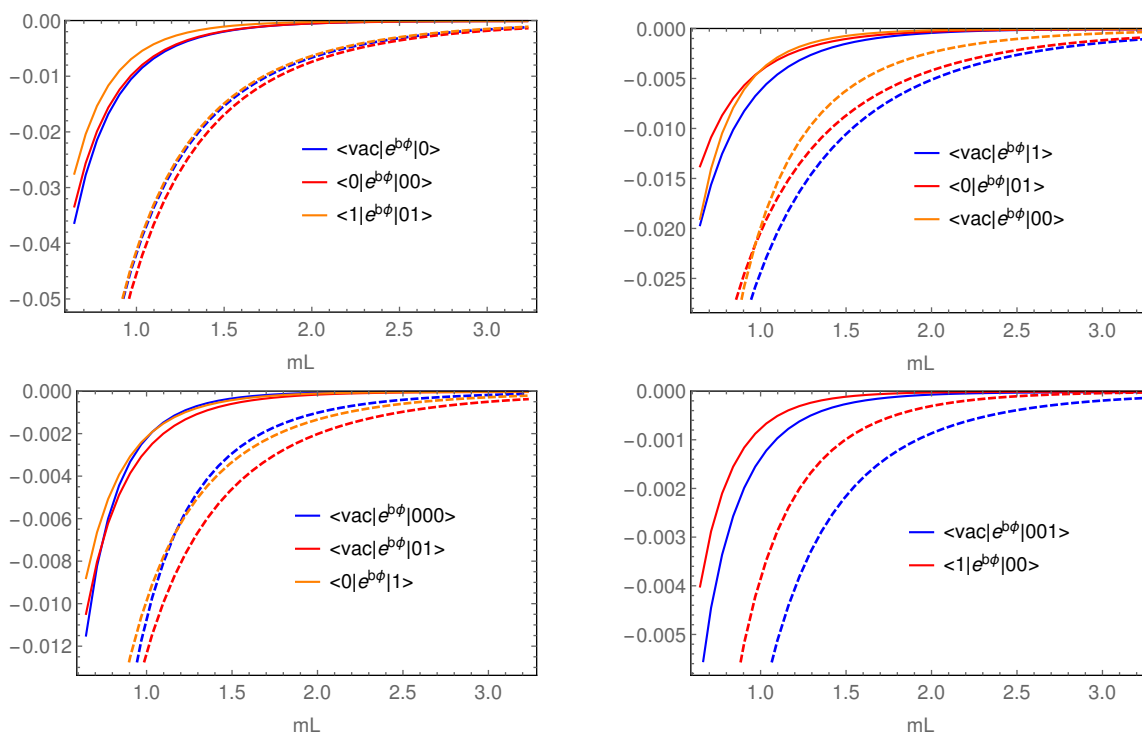 0.00
−0.01
−0.02
−0.03
−0.04
−0.05
<vac|e^{bϕ}|0>
<0|e^{bϕ}|00>
<1|e^{bϕ}|01>
1.0 1.5 2.0 2.5 3.0
mL
0.000
−0.005
−0.010
−0.015
−0.020
−0.025
<vac|e^{bϕ}|1>
<0|e^{bϕ}|01>
<vac|e^{bϕ}|00>
1.0 1.5 2.0 2.5 3.0
mL
0.000
−0.002
−0.004
−0.006
−0.008
−0.010
−0.012
<vac|e^{bϕ}|000>
<vac|e^{bϕ}|01>
<0|e^{bϕ}|1>
1.0 1.5 2.0 2.5 3.0
mL
0.000
−0.001
−0.002
−0.003
−0.004
−0.005
<vac|e^{bϕ}|001>
<1|e^{bϕ}|00>
1.0 1.5 2.0 2.5 3.0
mL